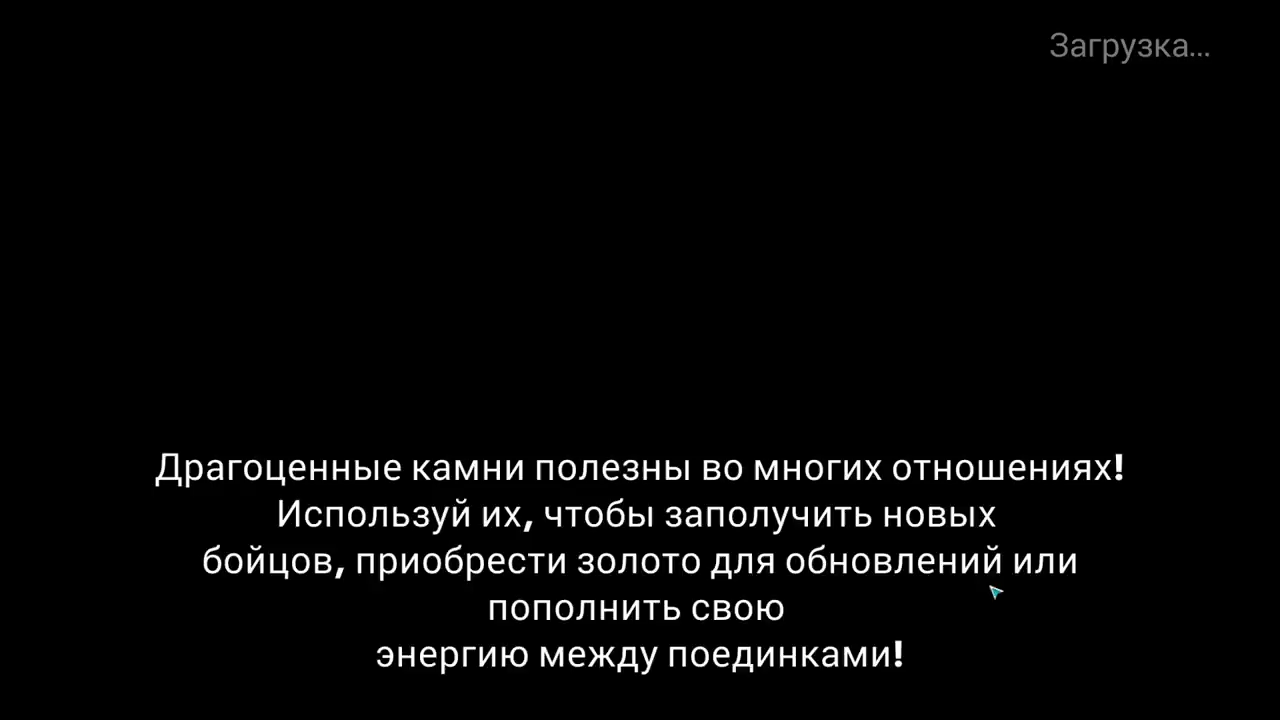 Загрузка...
Драгоценные камни полезны во многих отношениях!
Используй их, чтобы заполучить новых
бойцов, приобрести золото для обновлений или
пополнить свою
энергию между поединками!